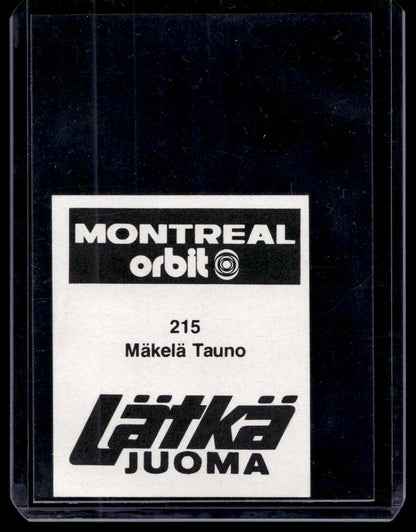 MONTREAL
orbit
215
Mäkelä Tauno
Lätkä
JUOMA